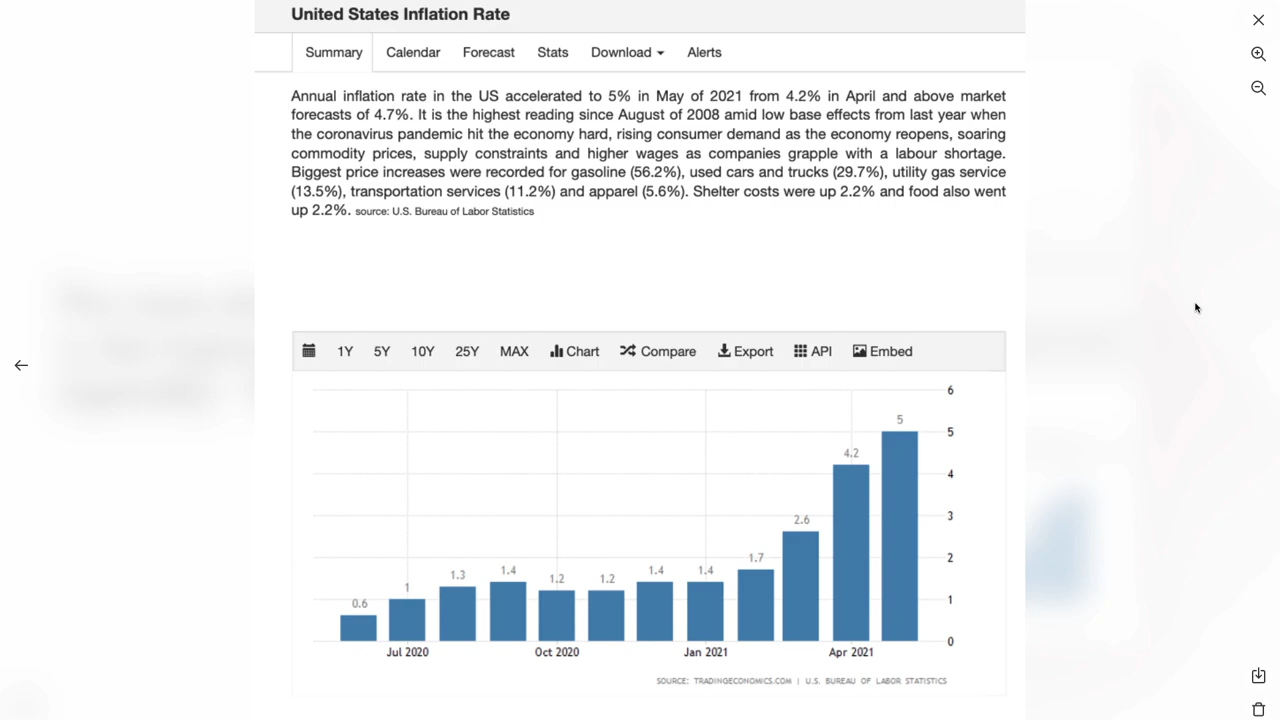 United States Inflation Rate
Summary Calendar Forecast Stats Download Alerts
Annual inflation rate in the US accelerated to 5% in May of 2021 from 4.2% in April and above market
forecasts of 4.7%. It is the highest reading since August of 2008 amid low base effects from last year when
the coronavirus pandemic hit the economy hard, rising consumer demand as the economy reopens, soaring
commodity prices, supply constraints and higher wages as companies grapple with a labour shortage.
Biggest price increases were recorded for gasoline (56.2%), used cars and trucks (29.7%), utility gas service
(13.5%), transportation services (11.2%) and apparel (5.6%). Shelter costs were up 2.2% and food also went
up 2.2%. source: U.S. Bureau of Labor Statistics
1Y 5Y 10Y 25Y MAX Chart Compare Export API Embed
6
5
4
3
2
1
0
0.6 1 1.3 1.4 1.2 1.2 1.4 1.4 1.7 2.6 4.2 5
Jul 2020 Oct 2020 Jan 2021 Apr 2021
SOURCE: TRADINGECONOMICS.COM | U.S. BUREAU OF LABOR STATISTICS